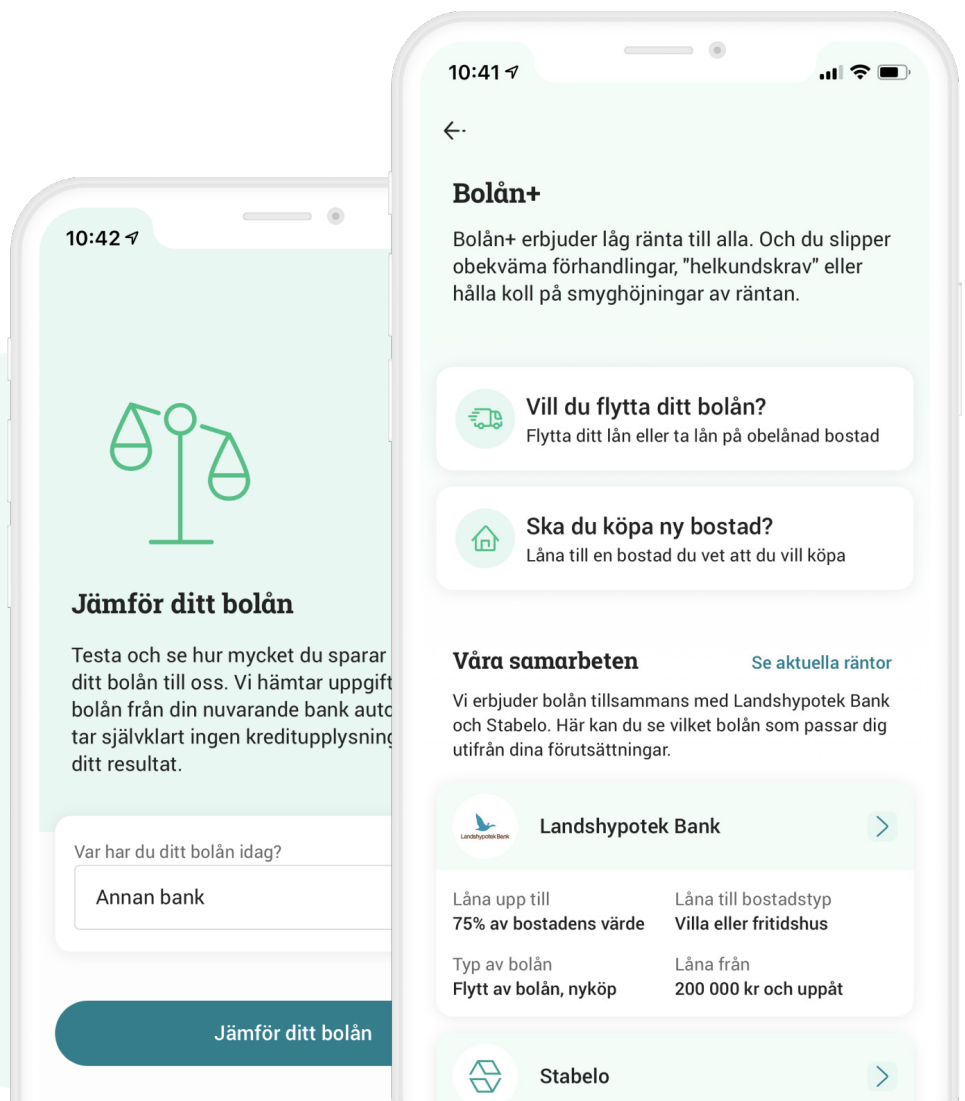 10:42
Jämför ditt bolån
Testa och se hur mycket du sparar
ditt bolån till oss. Vi hämtar uppgift
bolån från din nuvarande bank auto
tar självklart ingen kreditupplysning
ditt resultat.
Var har du ditt bolån idag?
Annan bank
Jämför ditt bolån
10:41
Bolån+
Bolån+ erbjuder låg ränta till alla. Och du slipper
obekväma förhandlingar, "helkundskrav" eller
hålla koll på smyghöjningar av räntan.
Vill du flytta ditt bolån?
Flytta ditt lån eller ta lån på obelånad bostad
Ska du köpa ny bostad?
Låna till en bostad du vet att du vill köpa
Våra samarbeten Se aktuella räntor
Vi erbjuder bolån tillsammans med Landshypotek Bank
och Stabelo. Här kan du se vilket bolån som passar dig
utifrån dina förutsättningar.
Landshypotek Bank
Landshypotek Bank
Låna upp till Låna till bostadstyp
75% av bostadens värde Villa eller fritidshus
Typ av bolån Låna från
Flytt av bolån, nyköp 200 000 kr och uppåt
Stabelo